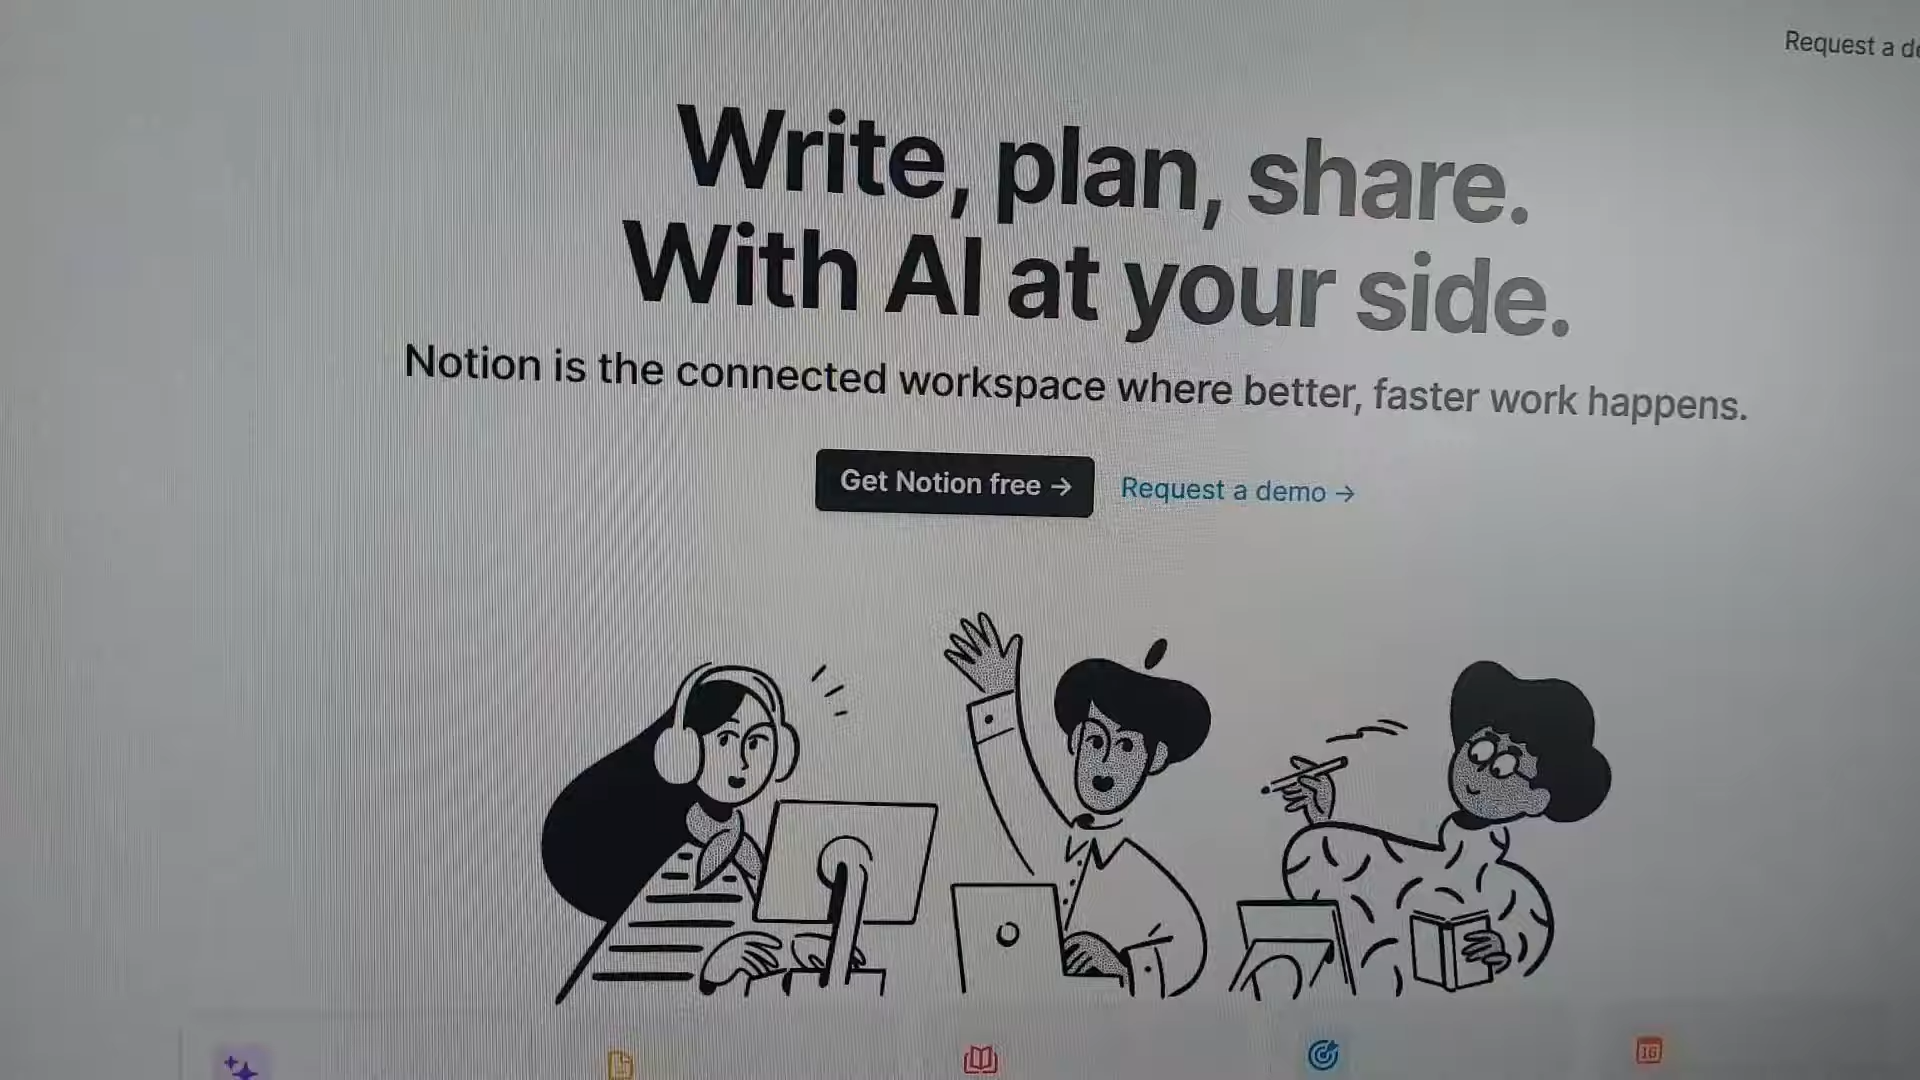 Request a
Write, plan, share.
With AI at your side.
Notion is the connected workspace where better, faster work happens.
Get Notion free →
Request a demo →
16